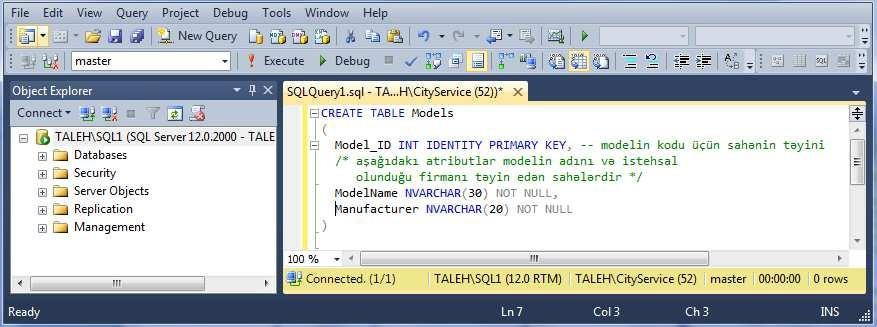 File Edit View Query Project Debug Tools Window Help
New Query MDX DMX XMLA
master Execute Debug
Object Explorer
Connect
TALEH\SQL1 (SQL Server 12.0.2000 - TALE
Databases
Security
Server Objects
Replication
Management
SQLQuery1.sql - TA...H\CityService (52))*
CREATE TABLE Models
(
Model_ID INT IDENTITY PRIMARY KEY, -- modelin kodu üçün sahənin təyini
/* aşağıdakı atributlar modelin adını və istehsal
olunduğu firmanı təyin edən sahələrdir */
ModelName NVARCHAR(30) NOT NULL,
Manufacturer NVARCHAR(20) NOT NULL
)
100 %
Connected. (1/1) TALEH\SQL1 (12.0 RTM) TALEH\CityService (52) master 00:00:00 0 rows
Ready Ln 7 Col 3 Ch 3 INS